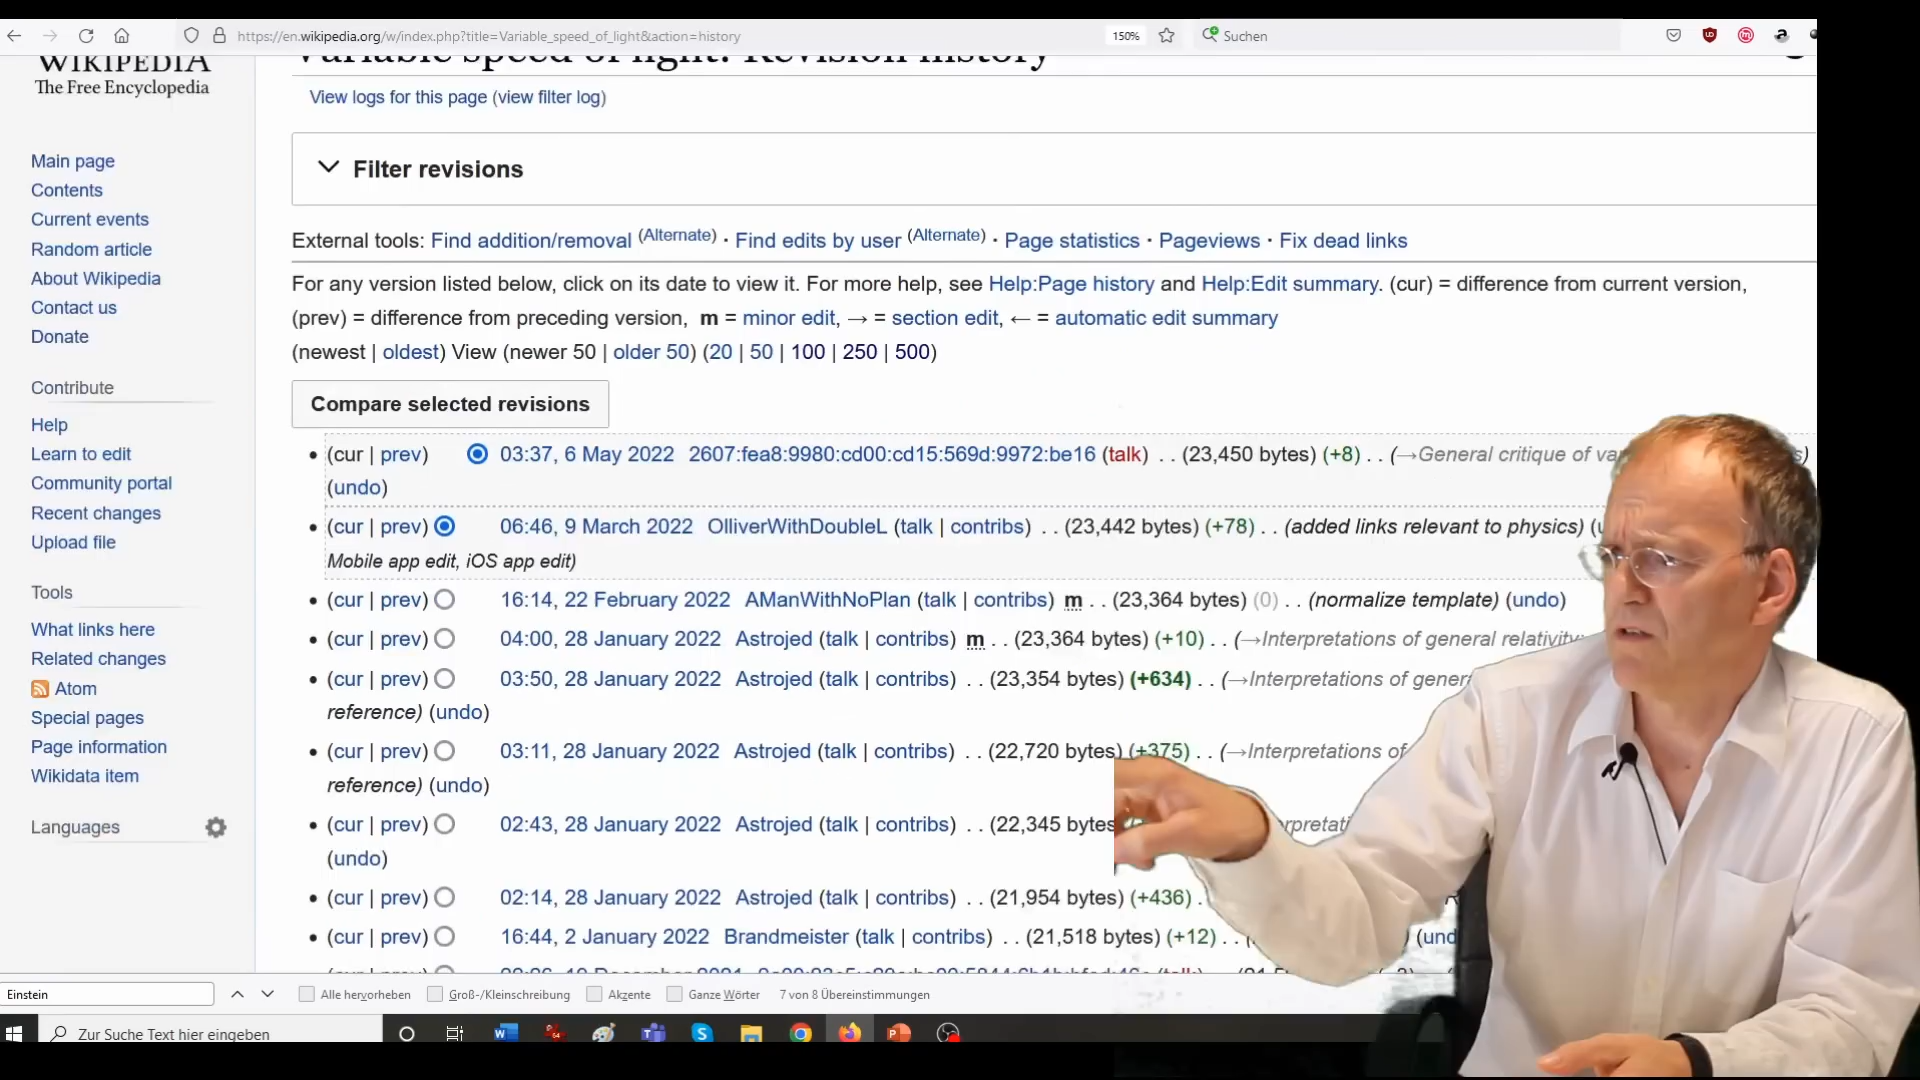 https://en.wikipedia.org/w/index.php?title=Variable_speed_of_light&action=history
150%
Suchen
WIKIPEDIA
The Free Encyclopedia
Variable speed of light: Revision history
View logs for this page (view filter log)
Main page
Contents
Current events
Random article
About Wikipedia
Contact us
Donate
Contribute
Help
Learn to edit
Community portal
Recent changes
Upload file
Tools
What links here
Related changes
Atom
Special pages
Page information
Wikidata item
Languages
Filter revisions
External tools: Find addition/removal (Alternate) · Find edits by user (Alternate) · Page statistics · Pageviews · Fix dead links
For any version listed below, click on its date to view it. For more help, see Help:Page history and Help:Edit summary. (cur) = difference from current version,
(prev) = difference from preceding version, m = minor edit, → = section edit, ← = automatic edit summary
(newest | oldest) View (newer 50 | older 50) (20 | 50 | 100 | 250 | 500)
Compare selected revisions
• (cur | prev) 03:37, 6 May 2022 2607:fea8:9980:cd00:cd15:569d:9972:be16 (talk) . . (23,450 bytes) (+8) . . (→General critique of
(undo)
• (cur | prev) 06:46, 9 March 2022 OlliverWithDoubleL (talk | contribs) . . (23,442 bytes) (+78) . . (added links relevant to physics)
Mobile app edit, iOS app edit)
• (cur | prev) 16:14, 22 February 2022 AManWithNoPlan (talk | contribs) m . . (23,364 bytes) (0) . . (normalize template) (undo)
• (cur | prev) 04:00, 28 January 2022 Astrojed (talk | contribs) m . . (23,364 bytes) (+10) . . (→Interpretations of general relativity
• (cur | prev) 03:50, 28 January 2022 Astrojed (talk | contribs) . . (23,354 bytes) (+634) . . (→Interpretations of
reference) (undo)
• (cur | prev) 03:11, 28 January 2022 Astrojed (talk | contribs) . . (22,720 bytes) (+375) . . (→Interpretations of
reference) (undo)
• (cur | prev) 02:43, 28 January 2022 Astrojed (talk | contribs) . . (22,345 bytes
(undo)
• (cur | prev) 02:14, 28 January 2022 Astrojed (talk | contribs) . . (21,954 bytes) (+436) .
• (cur | prev) 16:44, 2 January 2022 Brandmeister (talk | contribs) . . (21,518 bytes) (+12) . .
Einstein
Alle hervorheben
Groß-/Kleinschreibung
Akzente
Ganze Wörter
7 von 8 Übereinstimmungen
Zur Suche Text hier eingeben